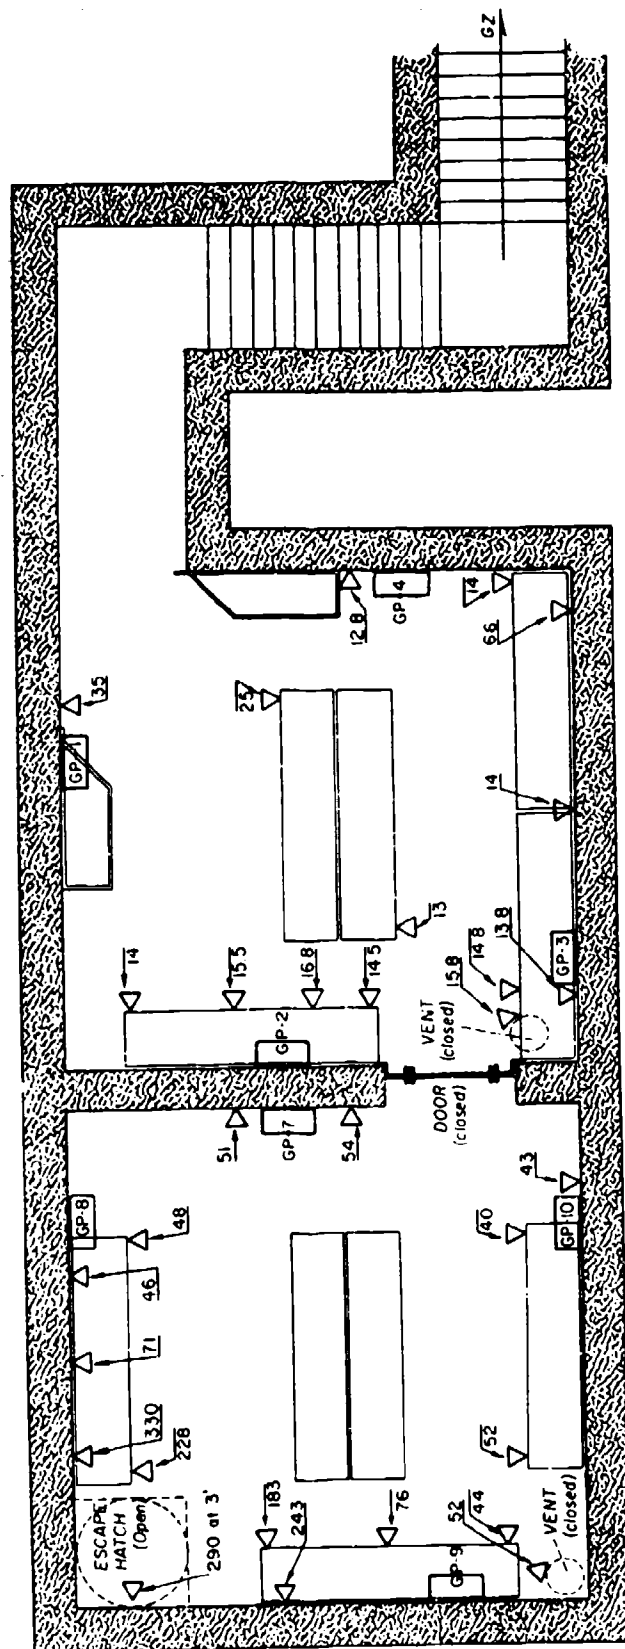 GZ
35
GP-1
25
12.8
GP-4
14
66
14
13
14
15.5
16.8
14.5
GP-2
15.8
14.8
13.8
GP-3
VENT
(closed)
DOOR
(closed)
51
GP-7
54
GP-8
48
46
71
330
228
ESCAPE
HATCH
(Open)
290 at 3'
183
243
76
GP-9
44
52
VENT
(closed)
52
40
GP-10
43